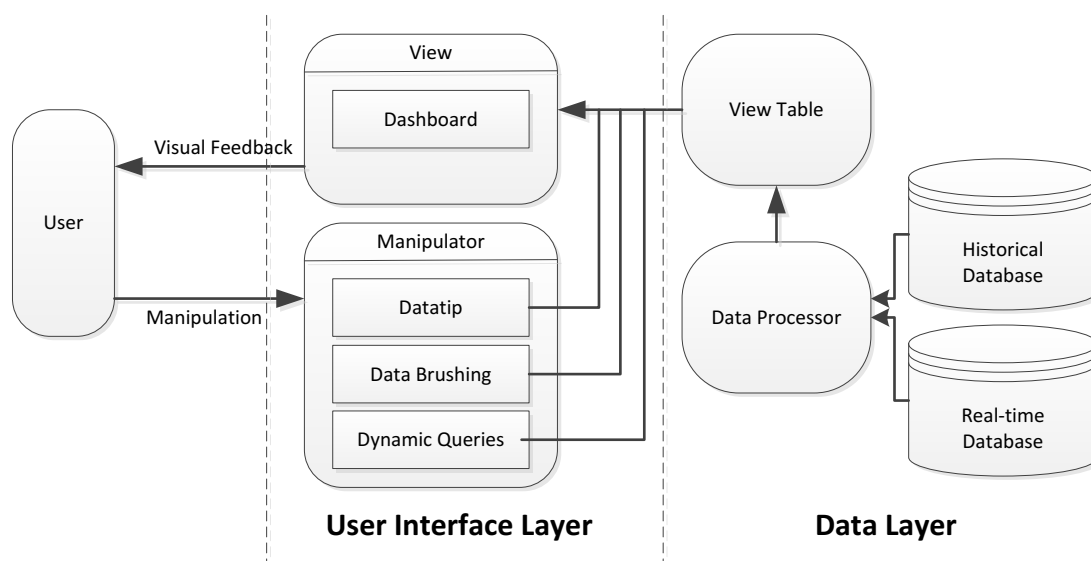 View
Dashboard
Visual Feedback
User
Manipulation
Manipulator
Datatip
Data Brushing
Dynamic Queries
User Interface Layer
View Table
Data Processor
Historical
Database
Real-time
Database
Data Layer